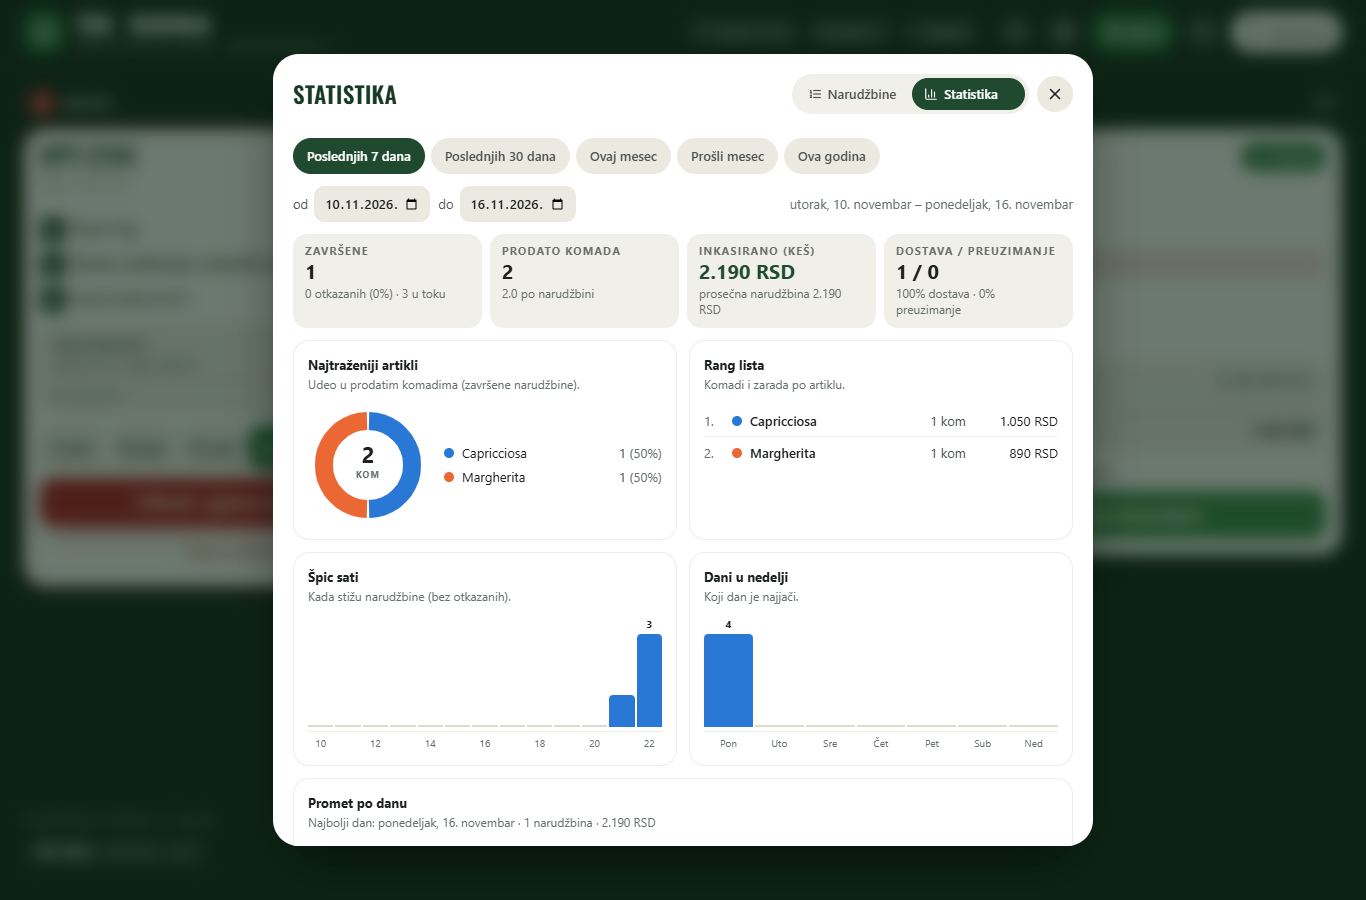 STATISTIKA
Narudžbine
Statistika
Poslednjih 7 dana
Poslednjih 30 dana
Ovaj mesec
Prošli mesec
Ova godina
od 10.11.2026. do 16.11.2026.
utorak, 10. novembar – ponedeljak, 16. novembar
ZAVRŠENE
1
0 otkazanih (0%) · 3 u toku
PRODATO KOMADA
2
2.0 po narudžbini
INKASIRANO (KEŠ)
2.190 RSD
prosečna narudžbina 2.190
RSD
DOSTAVA / PREUZIMANJE
1 / 0
100% dostava · 0%
preuzimanje
Najtraženiji artikli
Udeo u prodatim komadima (završene narudžbine).
2
KOM
Capricciosa 1 (50%)
Margherita 1 (50%)
Rang lista
Komadi i zarada po artiklu.
1. Capricciosa 1 kom 1.050 RSD
2. Margherita 1 kom 890 RSD
Špic sati
Kada stižu narudžbine (bez otkazanih).
3
10 12 14 16 18 20 22
Dani u nedelji
Koji dan je najjači.
4
Pon Uto Sre Čet Pet Sub Ned
Promet po danu
Najbolji dan: ponedeljak, 16. novembar · 1 narudžbina · 2.190 RSD